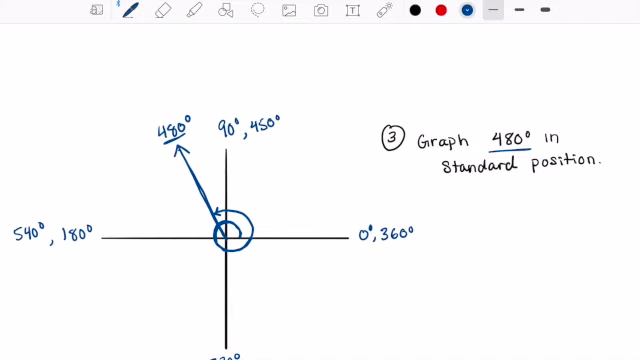 480° 90°, 450°
③ Graph 480° in
Standard position.
540°, 180° 0°, 360°